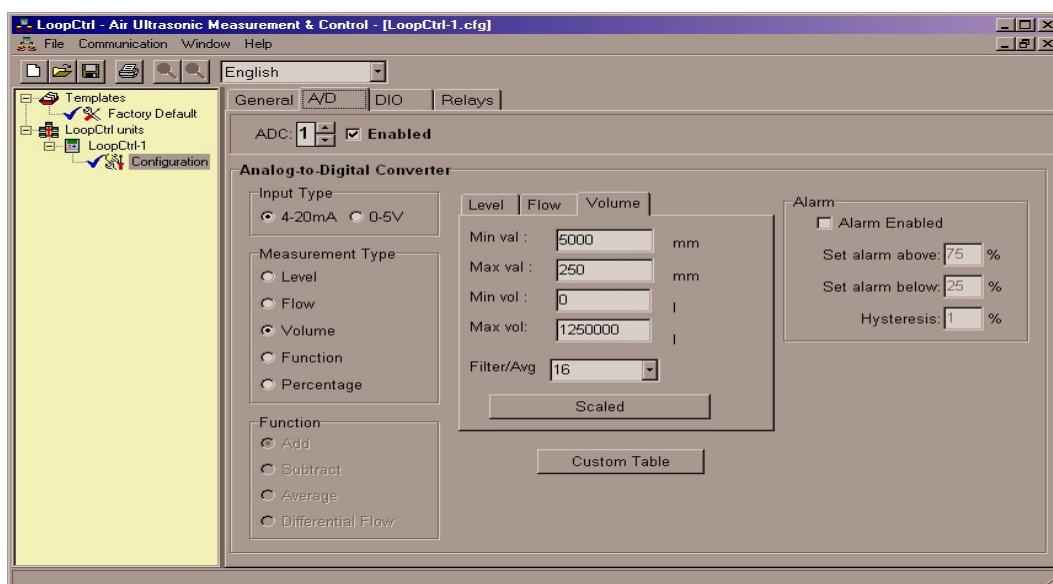 LoopCtrl - Air Ultrasonic Measurement & Control - [LoopCtrl-1.cfg]
File Communication Window Help
English
Templates
Factory Default
LoopCtrl units
LoopCtrl-1
Configuration
General A/D DIO Relays
ADC: 1 Enabled
Analog-to-Digital Converter
Input Type
4-20mA 0-5V
Measurement Type
Level
Flow
Volume
Function
Percentage
Function
Add
Subtract
Average
Differential Flow
Level Flow Volume
Min val : 5000 mm
Max val : 250 mm
Min vol : 0 l
Max vol: 1250000 l
Filter/Avg 16
Scaled
Custom Table
Alarm
Alarm Enabled
Set alarm above: 75 %
Set alarm below: 25 %
Hysteresis: 1 %